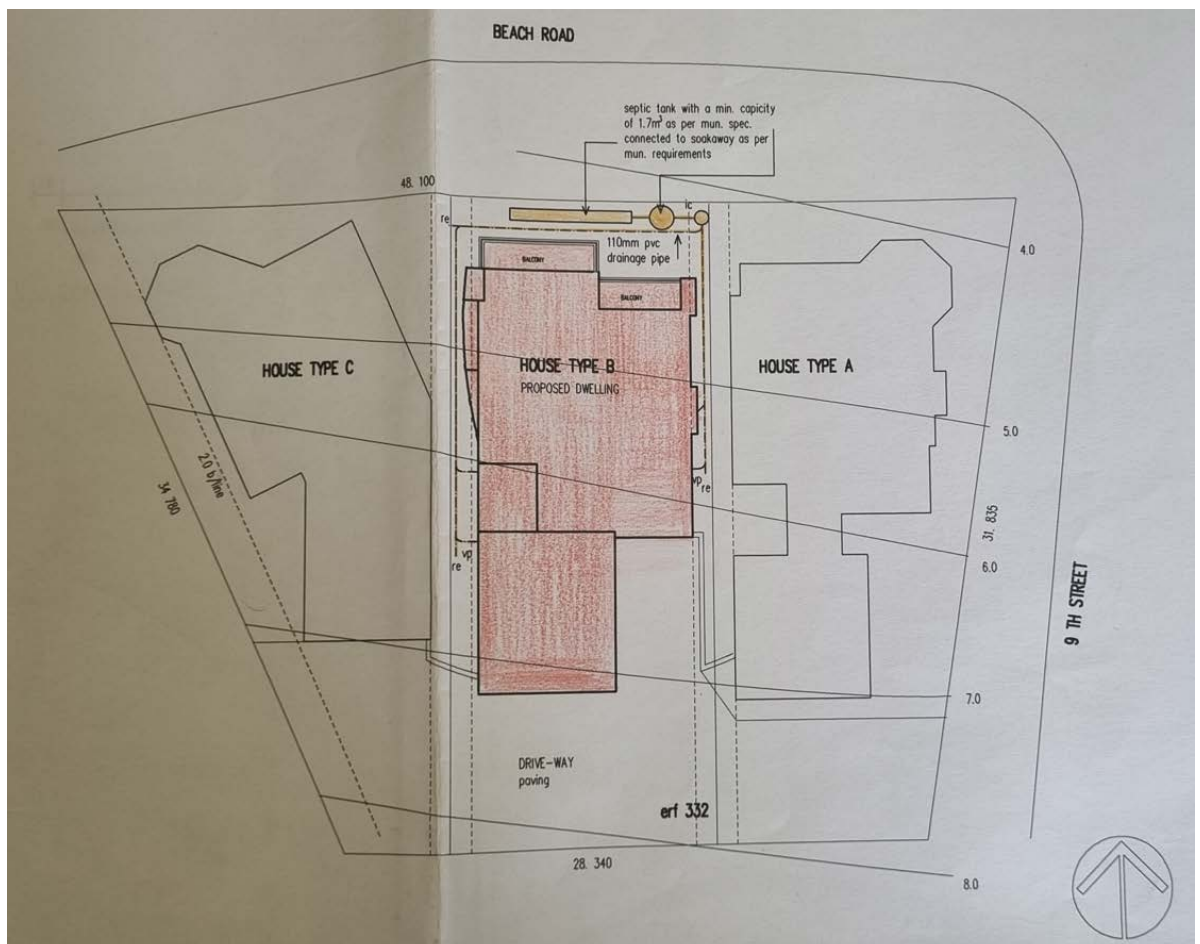 BEACH ROAD
septic tank with a min. capicity
of 1.7m³ as per mun. spec.
connected to soakaway as per
mun. requirements
48. 100
re
ic
110mm pvc
drainage pipe
4.0
BALCONY
BALCONY
HOUSE TYPE C
HOUSE TYPE B
PROPOSED DWELLING
HOUSE TYPE A
5.0
2.0 b/line
34 780
vp
re
31. 835
vp
re
6.0
9 TH STREET
7.0
DRIVE-WAY
paving
erf 332
28. 340
8.0